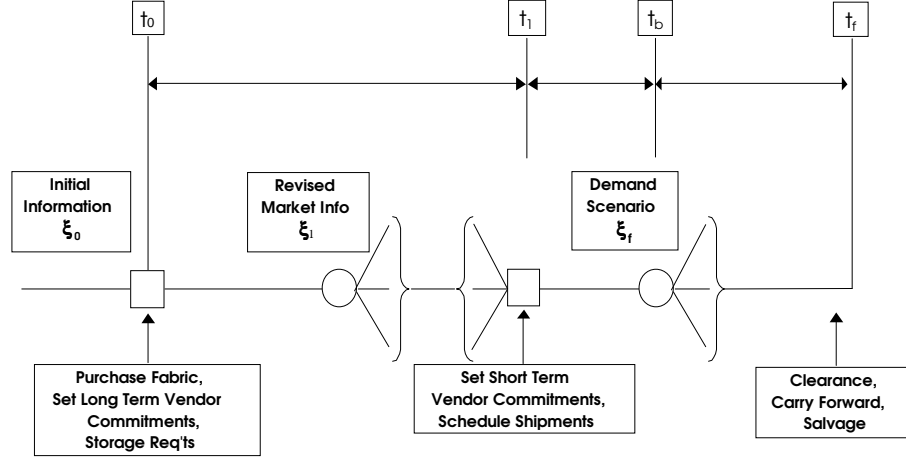 t0
t1
tb
tf
Initial
Information
ξ0
Revised
Market Info
ξ1
Demand
Scenario
ξf
Purchase Fabric,
Set Long Term Vendor
Commitments,
Storage Req'ts
Set Short Term
Vendor Commitments,
Schedule Shipments
Clearance,
Carry Forward,
Salvage